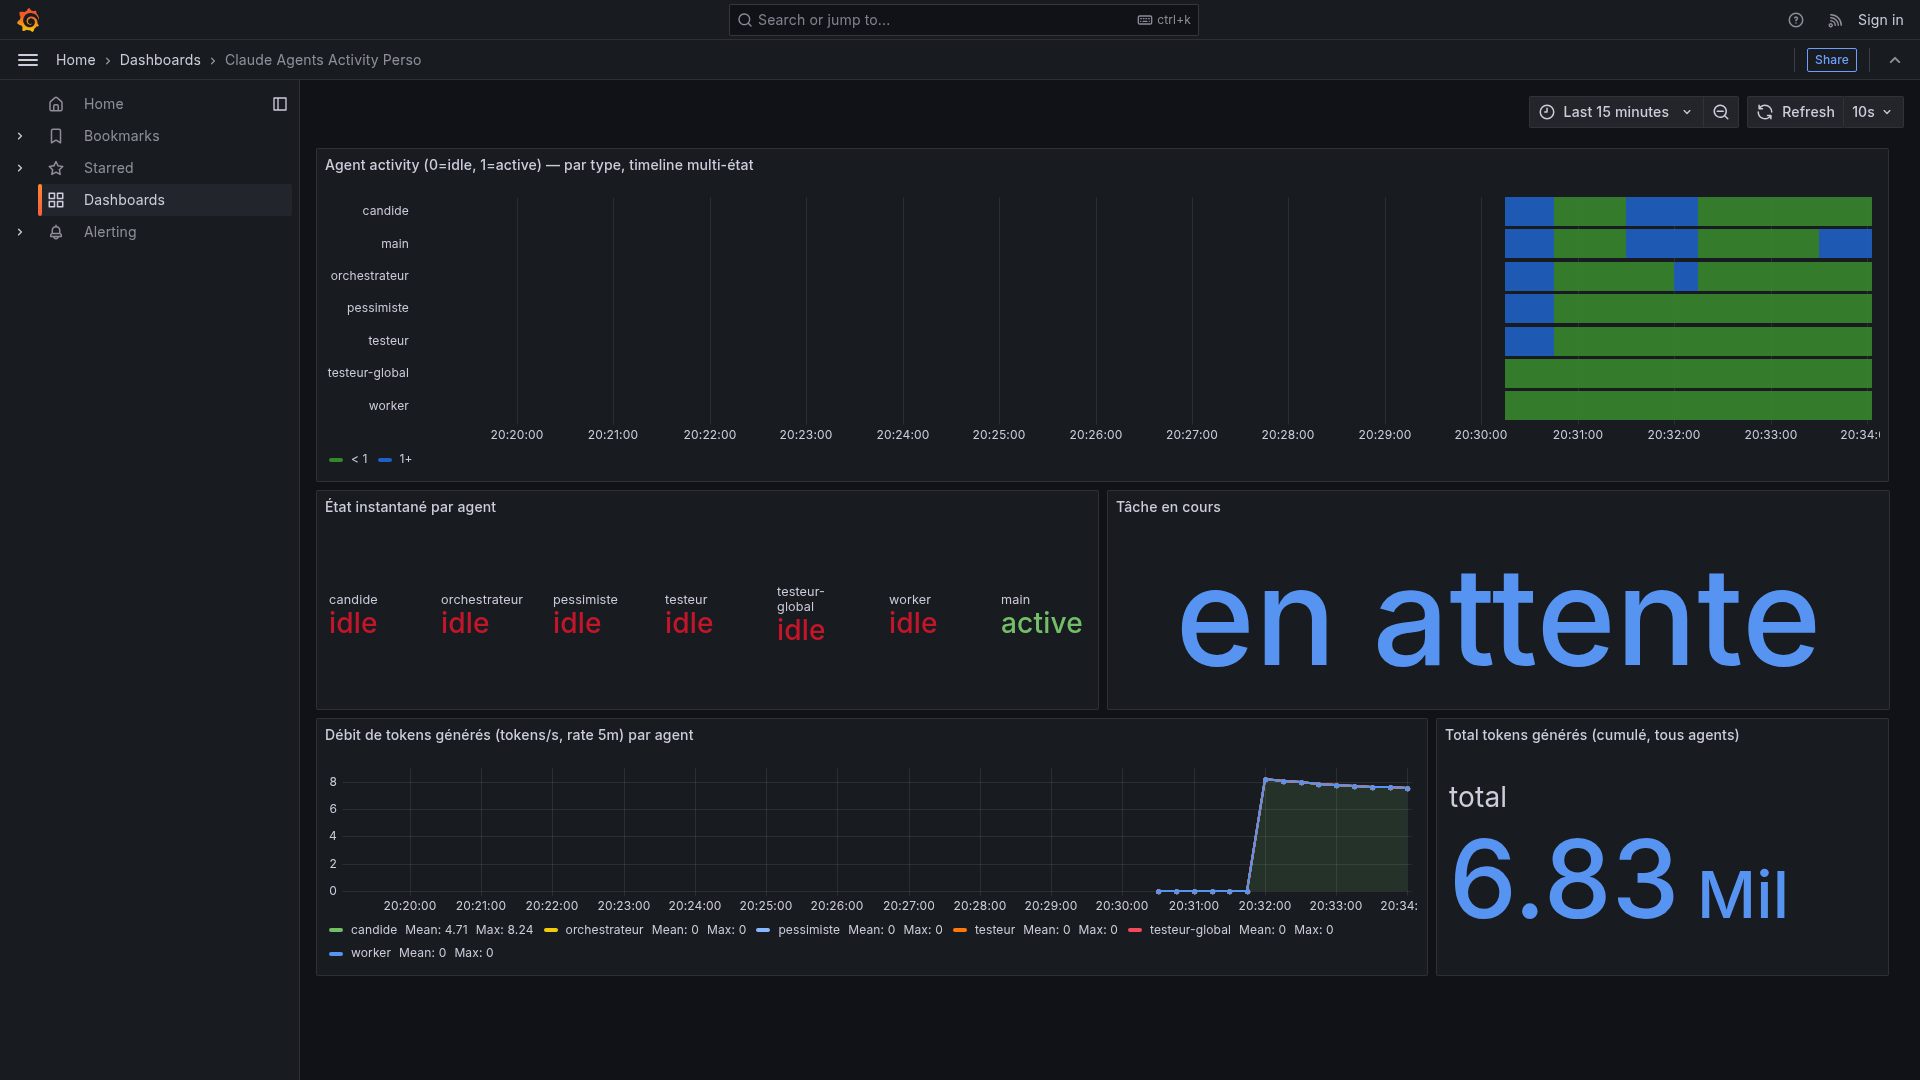 Search or jump to... ctrl+k Sign in
Home › Dashboards › Claude Agents Activity Perso Share
Home
Bookmarks
Starred
Dashboards
Alerting
Last 15 minutes Refresh 10s
Agent activity (0=idle, 1=active) — par type, timeline multi-état
candide
main
orchestrateur
pessimiste
testeur
testeur-global
worker
20:20:00 20:21:00 20:22:00 20:23:00 20:24:00 20:25:00 20:26:00 20:27:00 20:28:00 20:29:00 20:30:00 20:31:00 20:32:00 20:33:00 20:34:
< 1 1+
État instantané par agent
candide
idle
orchestrateur
idle
pessimiste
idle
testeur
idle
testeur-
global
idle
worker
idle
main
active
Tâche en cours
en attente
Débit de tokens générés (tokens/s, rate 5m) par agent
8
6
4
2
0
20:20:00 20:21:00 20:22:00 20:23:00 20:24:00 20:25:00 20:26:00 20:27:00 20:28:00 20:29:00 20:30:00 20:31:00 20:32:00 20:33:00 20:34:
candide Mean: 4.71 Max: 8.24 orchestrateur Mean: 0 Max: 0 pessimiste Mean: 0 Max: 0 testeur Mean: 0 Max: 0 testeur-global Mean: 0 Max: 0
worker Mean: 0 Max: 0
Total tokens générés (cumulé, tous agents)
total
6.83 Mil